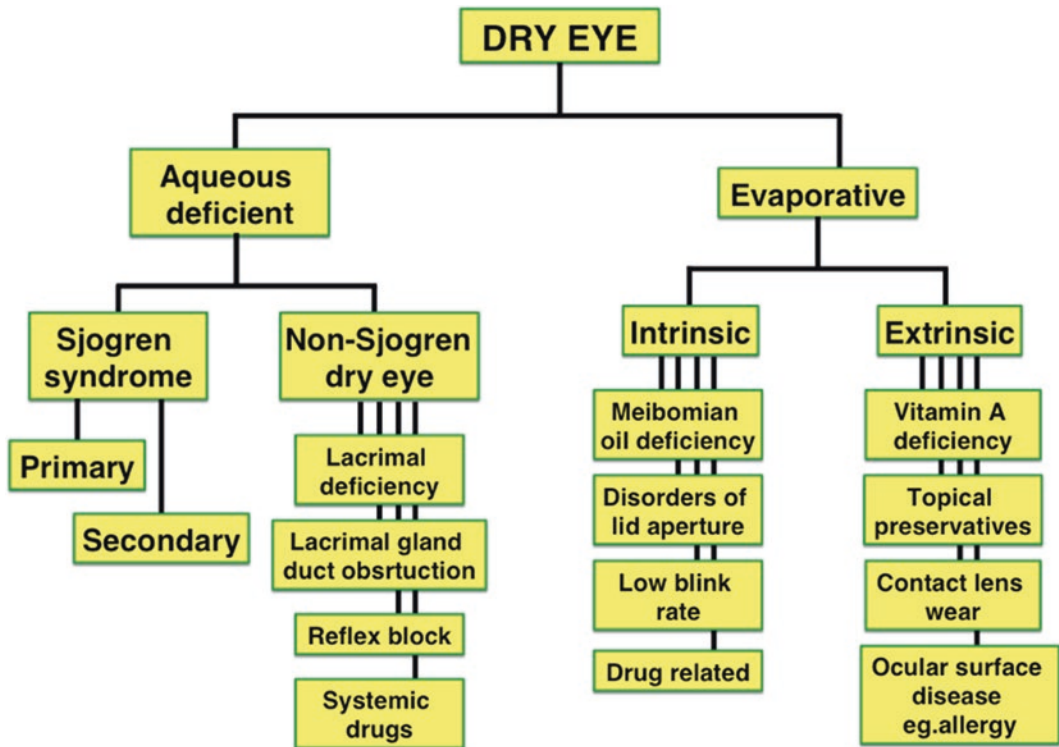 DRY EYE
Aqueous
deficient
Evaporative
Sjogren
syndrome
Non-Sjogren
dry eye
Intrinsic
Extrinsic
Primary
Secondary
Lacrimal
deficiency
Lacrimal gland
duct obsrtuction
Reflex block
Systemic
drugs
Meibomian
oil deficiency
Disorders of
lid aperture
Low blink
rate
Drug related
Vitamin A
deficiency
Topical
preservatives
Contact lens
wear
Ocular surface
disease
eg.allergy